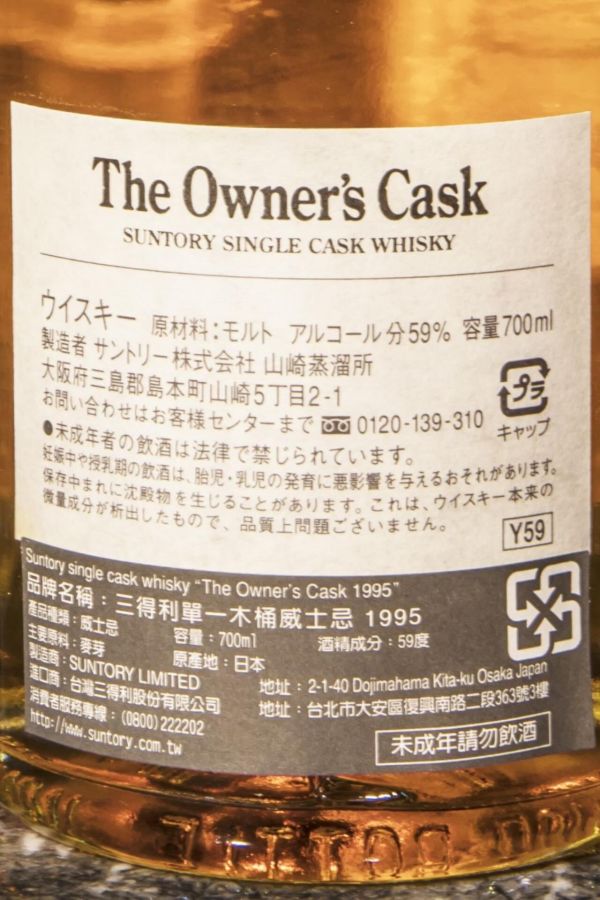 The Owner's Cask
SUNTORY SINGLE CASK WHISKY
ウイスキー 原材料:モルト アルコール分59% 容量700ml
製造者 サントリー株式会社 山崎蒸溜所
大阪府三島郡島本町山崎5丁目2-1
お問い合わせはお客様センターまで 0120-139-310
プラ
キャップ
●未成年者の飲酒は法律で禁じられています。
妊娠中や授乳期の飲酒は、胎児・乳児の発育に悪影響を与えるおそれがあります。
保存中まれに沈殿物を生じることがあります。これは、ウイスキー本来の
微量成分が析出したもので、品質上問題ございません。
Y59
Suntory single cask whisky "The Owner's Cask 1995"
品牌名稱:三得利單一木桶威士忌 1995
產品種類:威士忌 容量:700ml 酒精成分:59度
主要原料:麥芽 原產地:日本
製造商:SUNTORY LIMITED 地址:2-1-40 Dojimahama Kita-ku Osaka Japan
進口商:台灣三得利股份有限公司 地址:台北市大安區復興南路二段363號3樓
消費者服務專線:(0800)222202
http://www.suntory.com.tw
未成年請勿飲酒